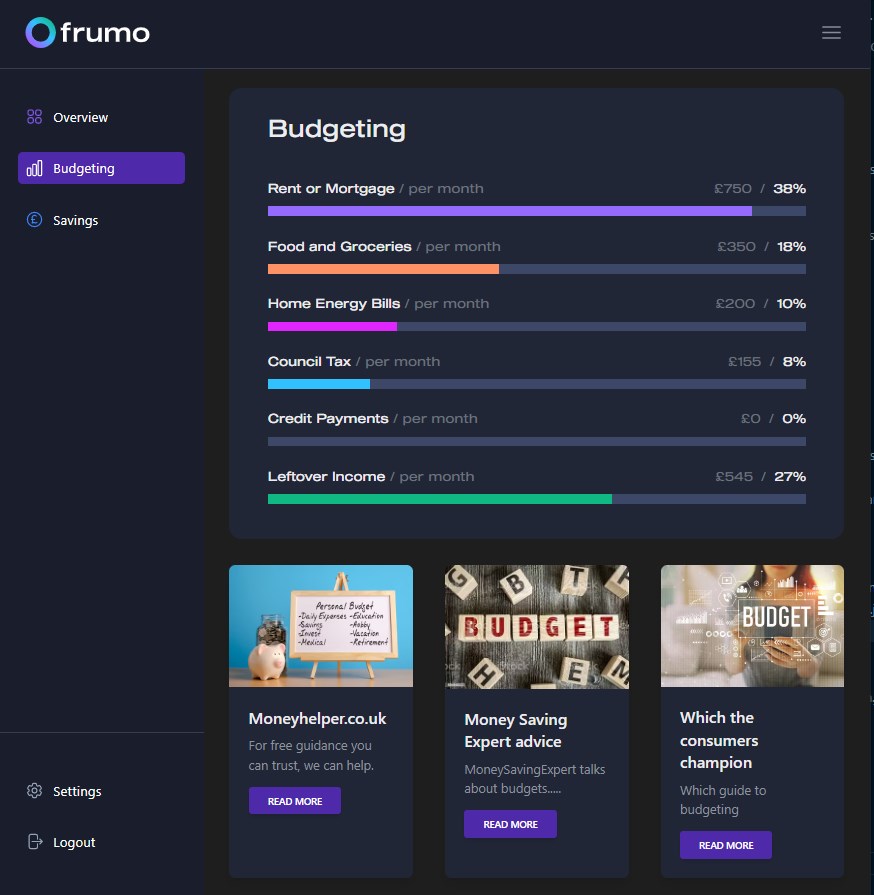 frumo
Overview
Budgeting
Savings
Settings
Logout
Budgeting
Rent or Mortgage / per month £750 / 38%
Food and Groceries / per month £350 / 18%
Home Energy Bills / per month £200 / 10%
Council Tax / per month £155 / 8%
Credit Payments / per month £0 / 0%
Leftover Income / per month £545 / 27%
Personal Budget
-Daily Expenses -Education
-Savings -Hobby
-Invest -Vacation
-Medical -Retirement
Moneyhelper.co.uk
For free guidance you
can trust, we can help.
READ MORE
G B T
BUDGET
H E M
Money Saving
Expert advice
MoneySavingExpert talks
about budgets.....
READ MORE
BUDGET
Which the
consumers
champion
Which guide to
budgeting
READ MORE